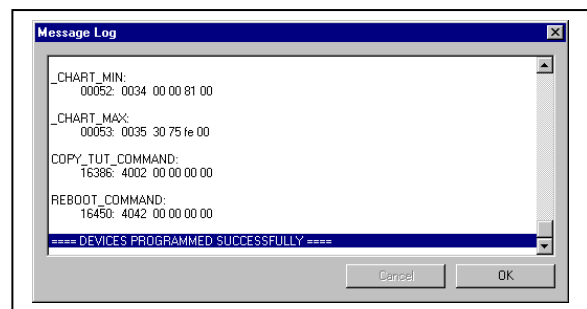 Message Log
_CHART_MIN:
00052: 0034 00 00 81 00
_CHART_MAX:
00053: 0035 30 75 fe 00
COPY_TUT_COMMAND:
16386: 4002 00 00 00 00
REBOOT_COMMAND:
16450: 4042 00 00 00 00
==== DEVICES PROGRAMMED SUCCESSFULLY ====
Cancel
OK